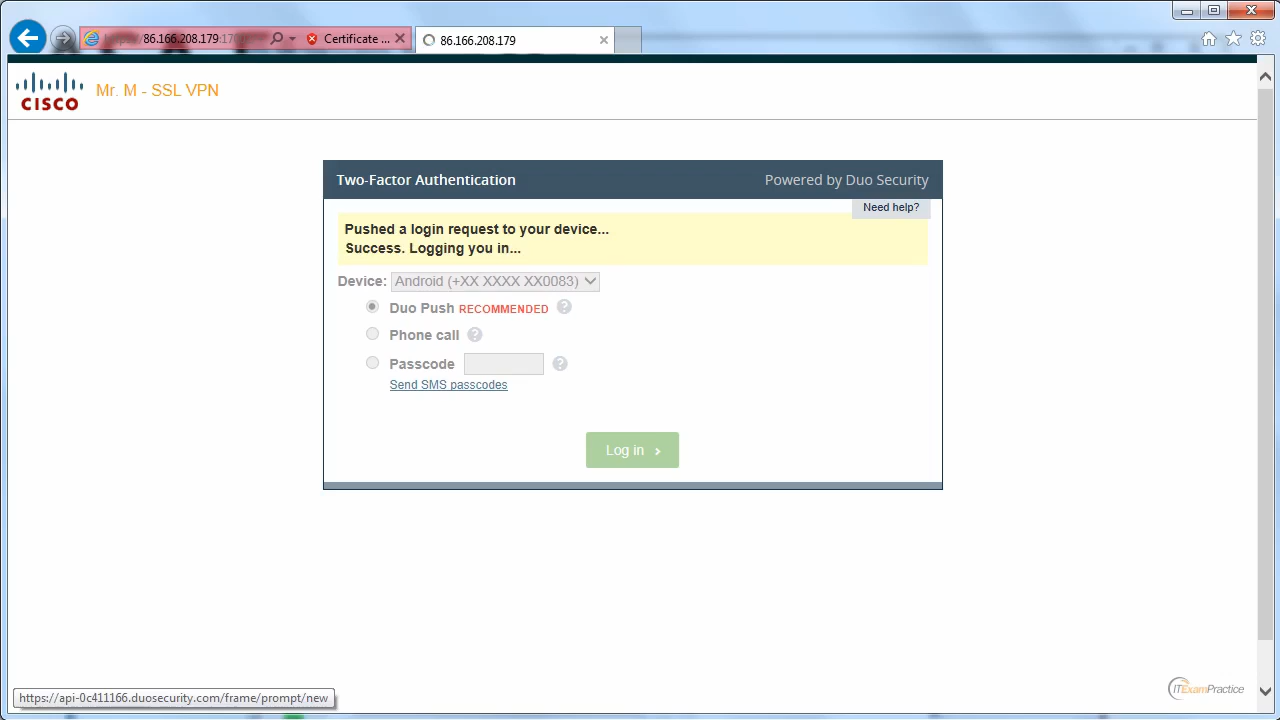 86.166.208.179:170
Certificate ...
86.166.208.179
CISCO
Mr. M - SSL VPN
Two-Factor Authentication
Powered by Duo Security
Need help?
Pushed a login request to your device...
Success. Logging you in...
Device: Android (+XX XXXX XX0083)
Duo Push RECOMMENDED ?
Phone call ?
Passcode ?
Send SMS passcodes
Log in ›
https://api-0c411166.duosecurity.com/frame/prompt/new
ITExamPractice